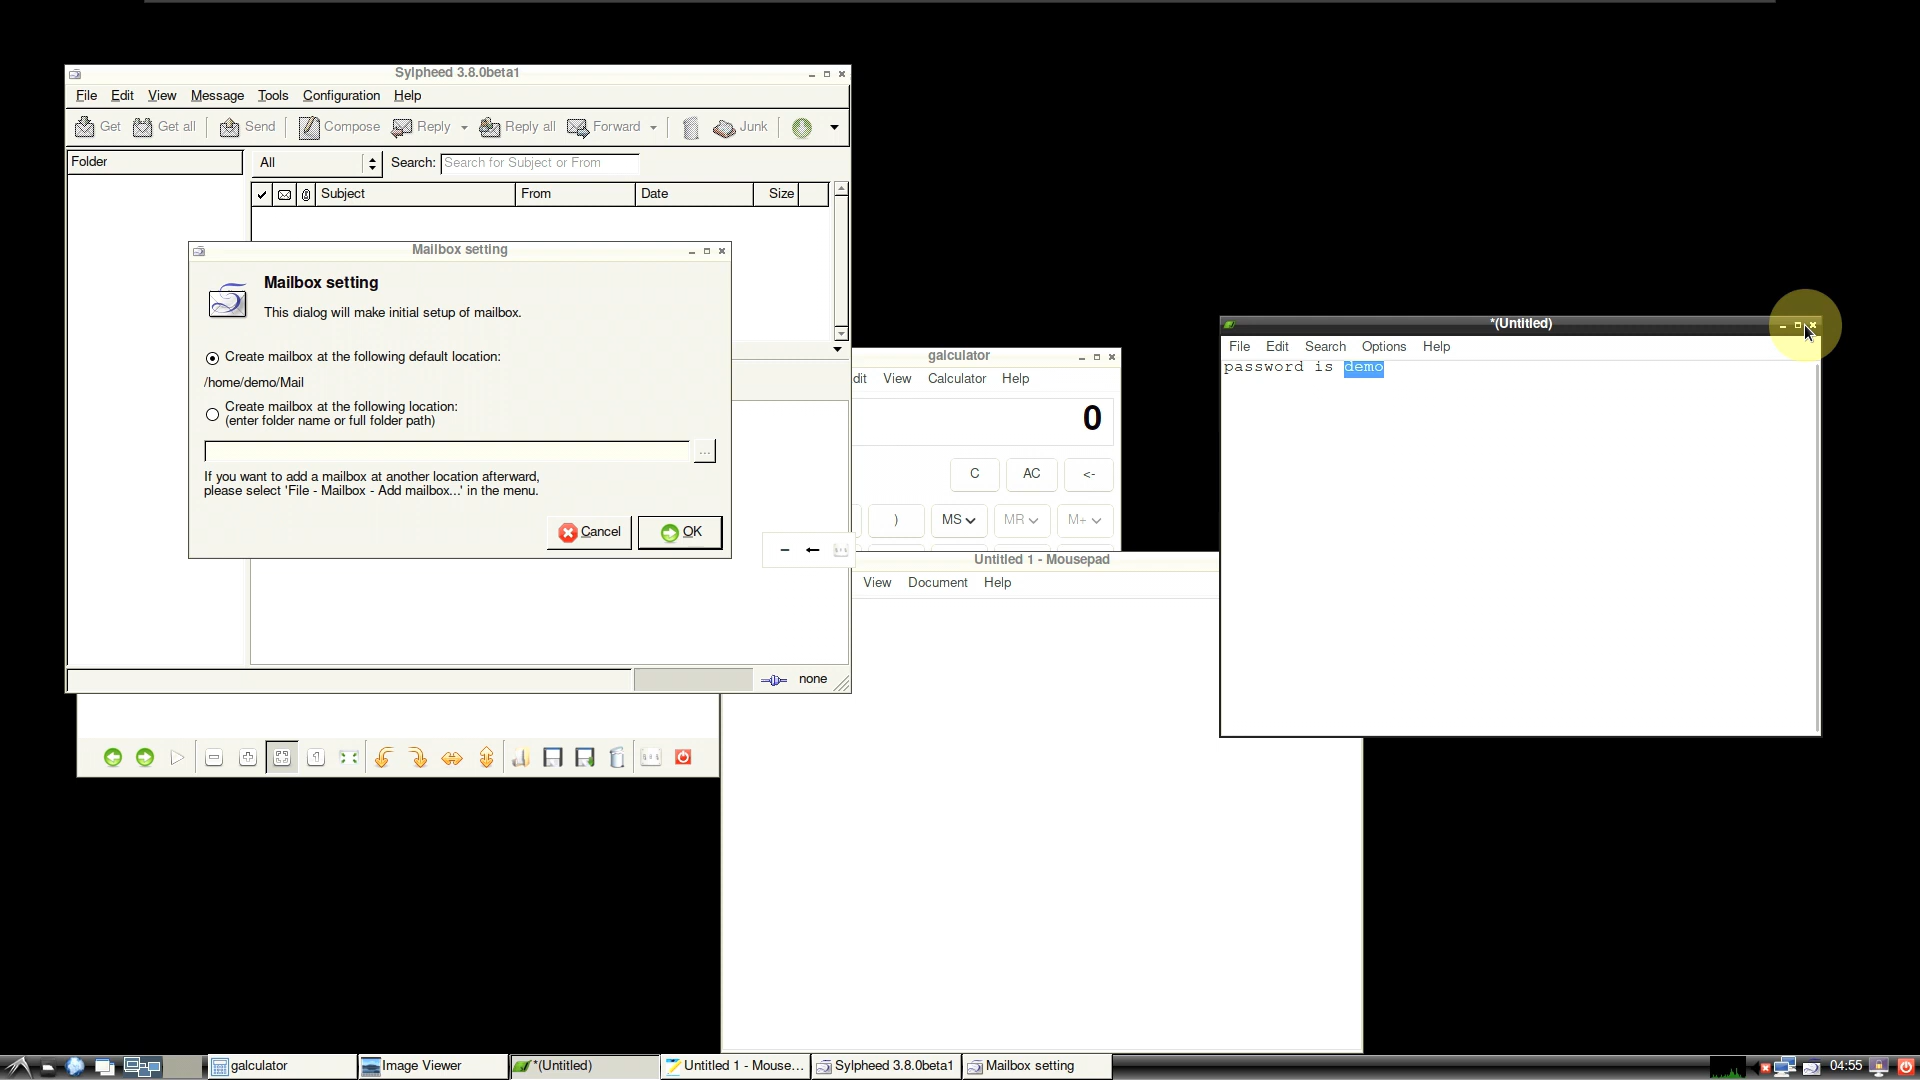 Sylpheed 3.8.0beta1
File Edit View Message Tools Configuration Help
Get Get all Send Compose Reply Reply all Forward Junk
Folder
All Search: Search for Subject or From
Subject From Date Size
Mailbox setting
Mailbox setting
This dialog will make initial setup of mailbox.
Create mailbox at the following default location:
/home/demo/Mail
Create mailbox at the following location:
(enter folder name or full folder path)
...
If you want to add a mailbox at another location afterward,
please select 'File - Mailbox - Add mailbox...' in the menu.
Cancel OK
none
galculator
dit View Calculator Help
0
C AC <-
) MS MR M+
Untitled 1 - Mousepad
View Document Help
*(Untitled)
File Edit Search Options Help
password is demo
galculator Image Viewer *(Untitled) Untitled 1 - Mouse... Sylpheed 3.8.0beta1 Mailbox setting 04:55